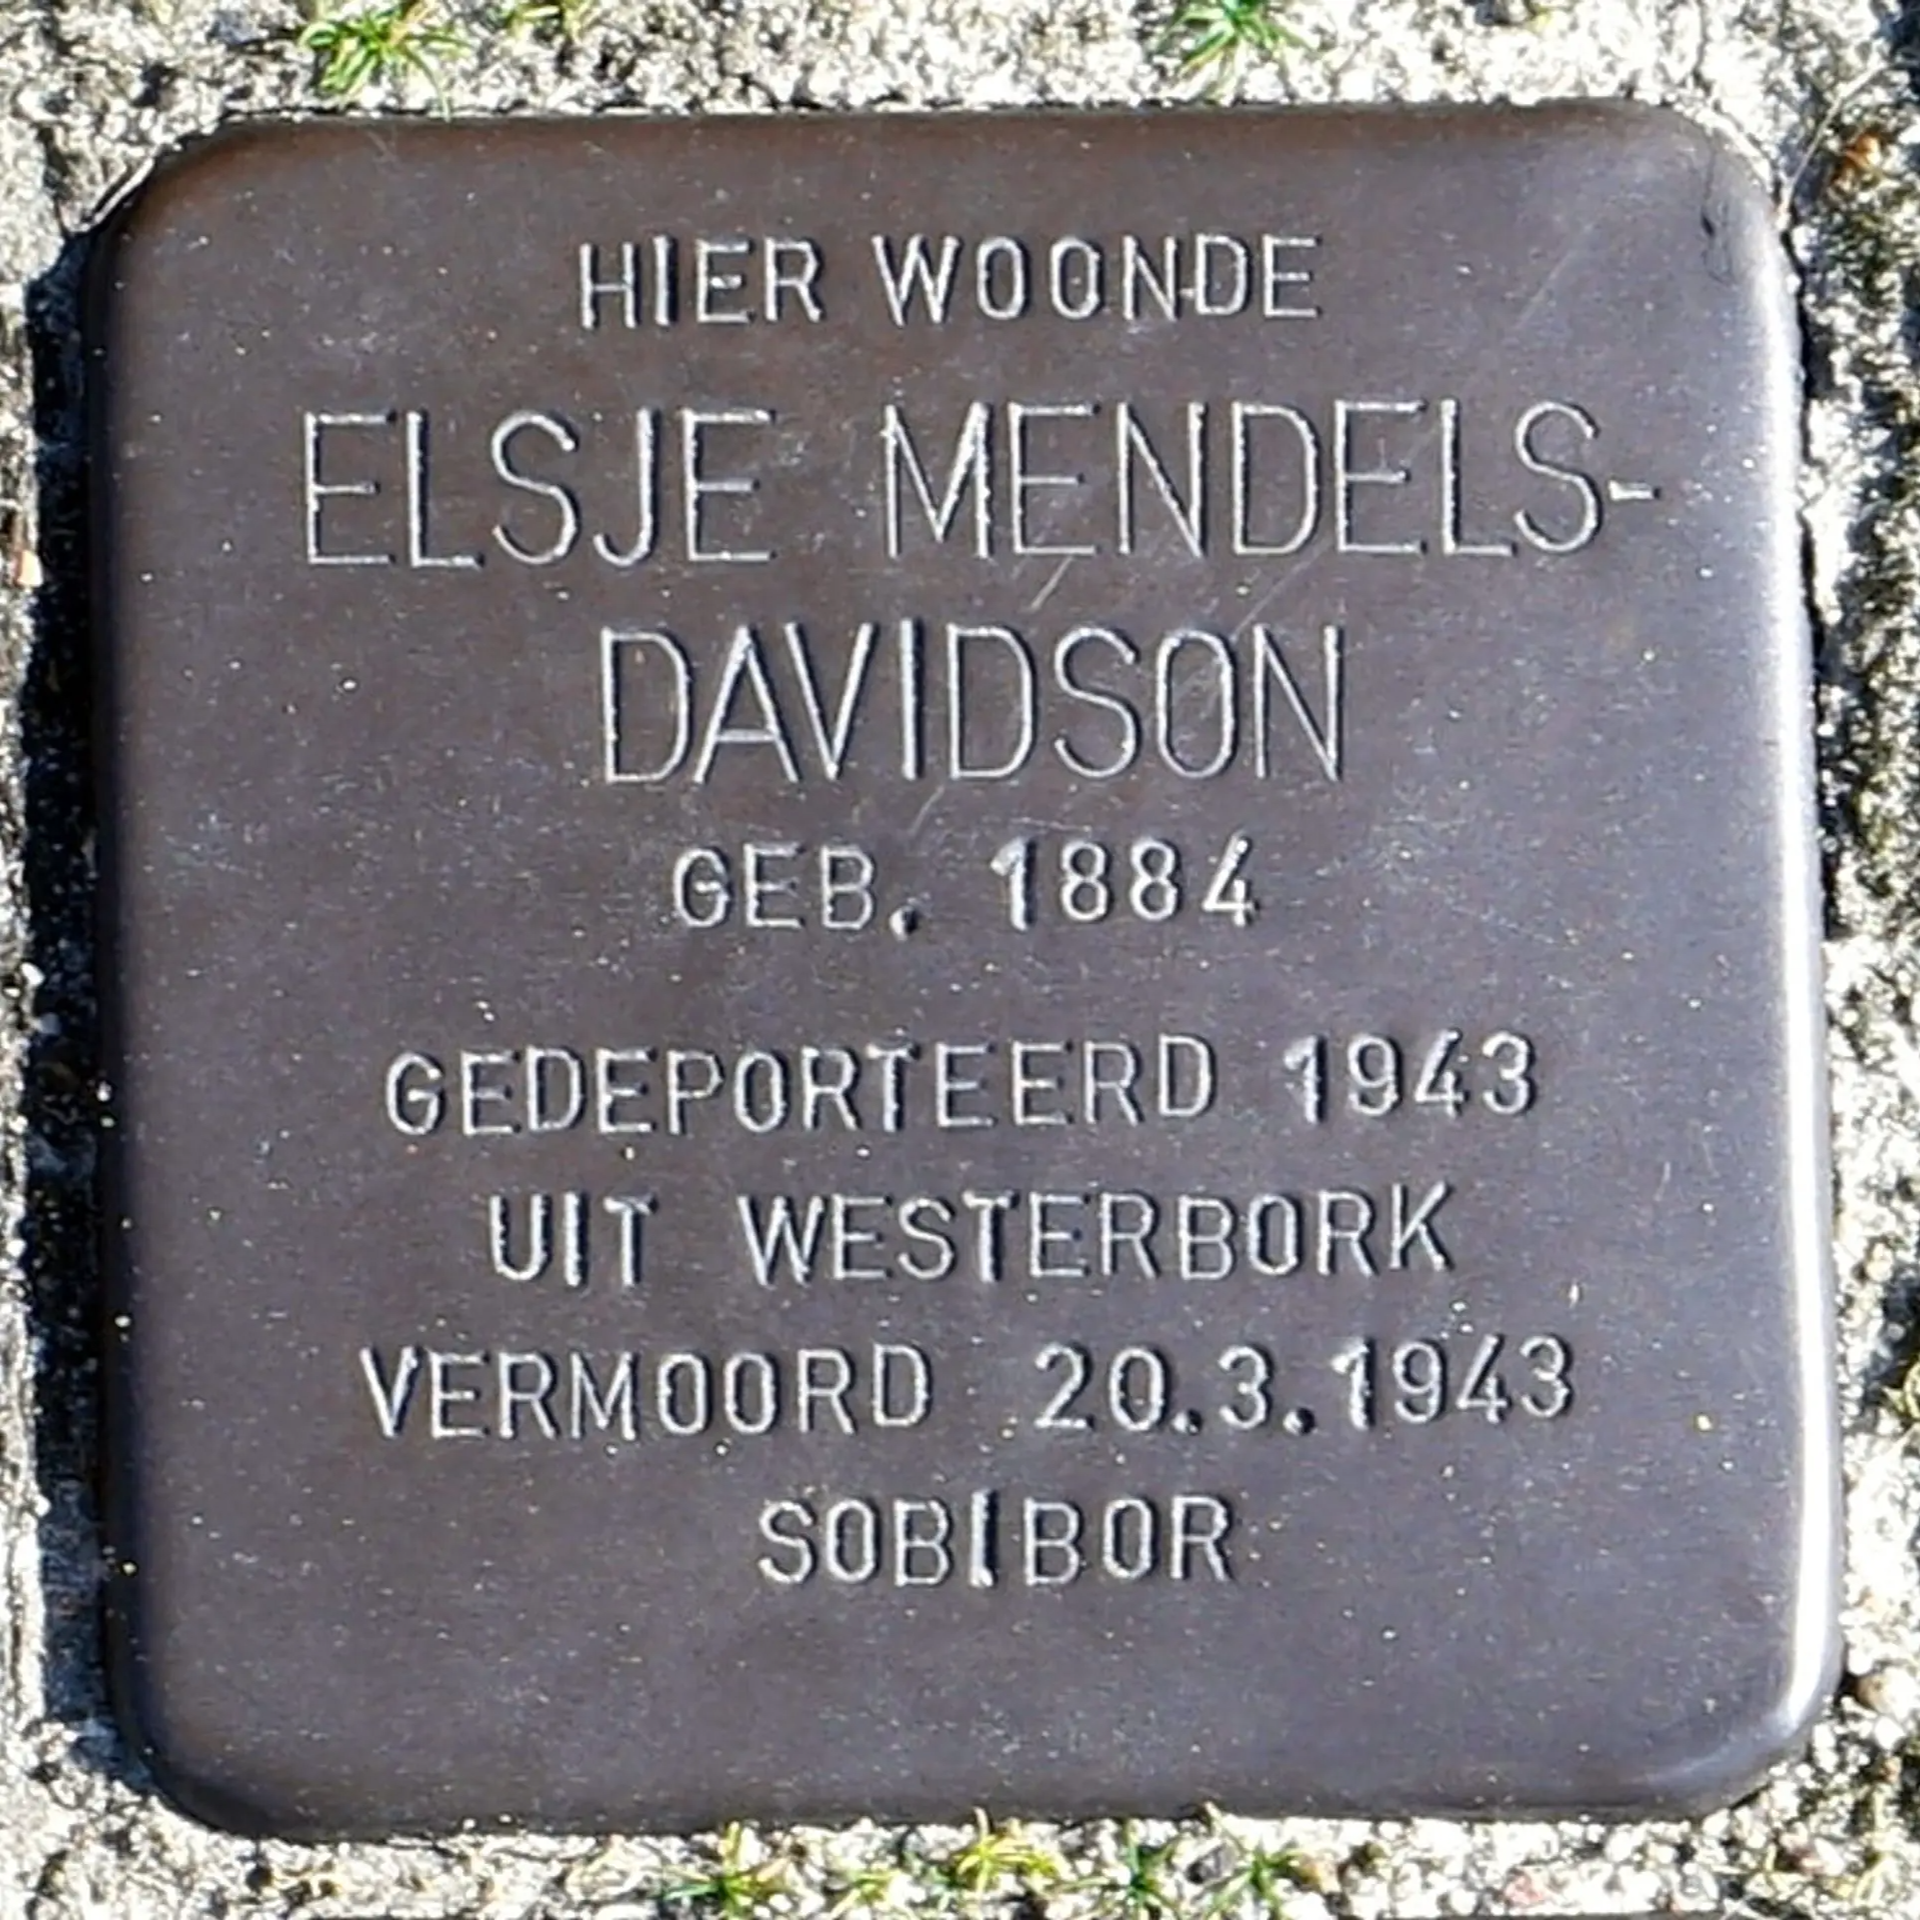 HIER WOONDE
ELSJE MENDELS-
DAVIDSON
GEB. 1884
GEDEPORTEERD 1943
UIT WESTERBORK
VERMOORD 20.3.1943
SOBIBOR